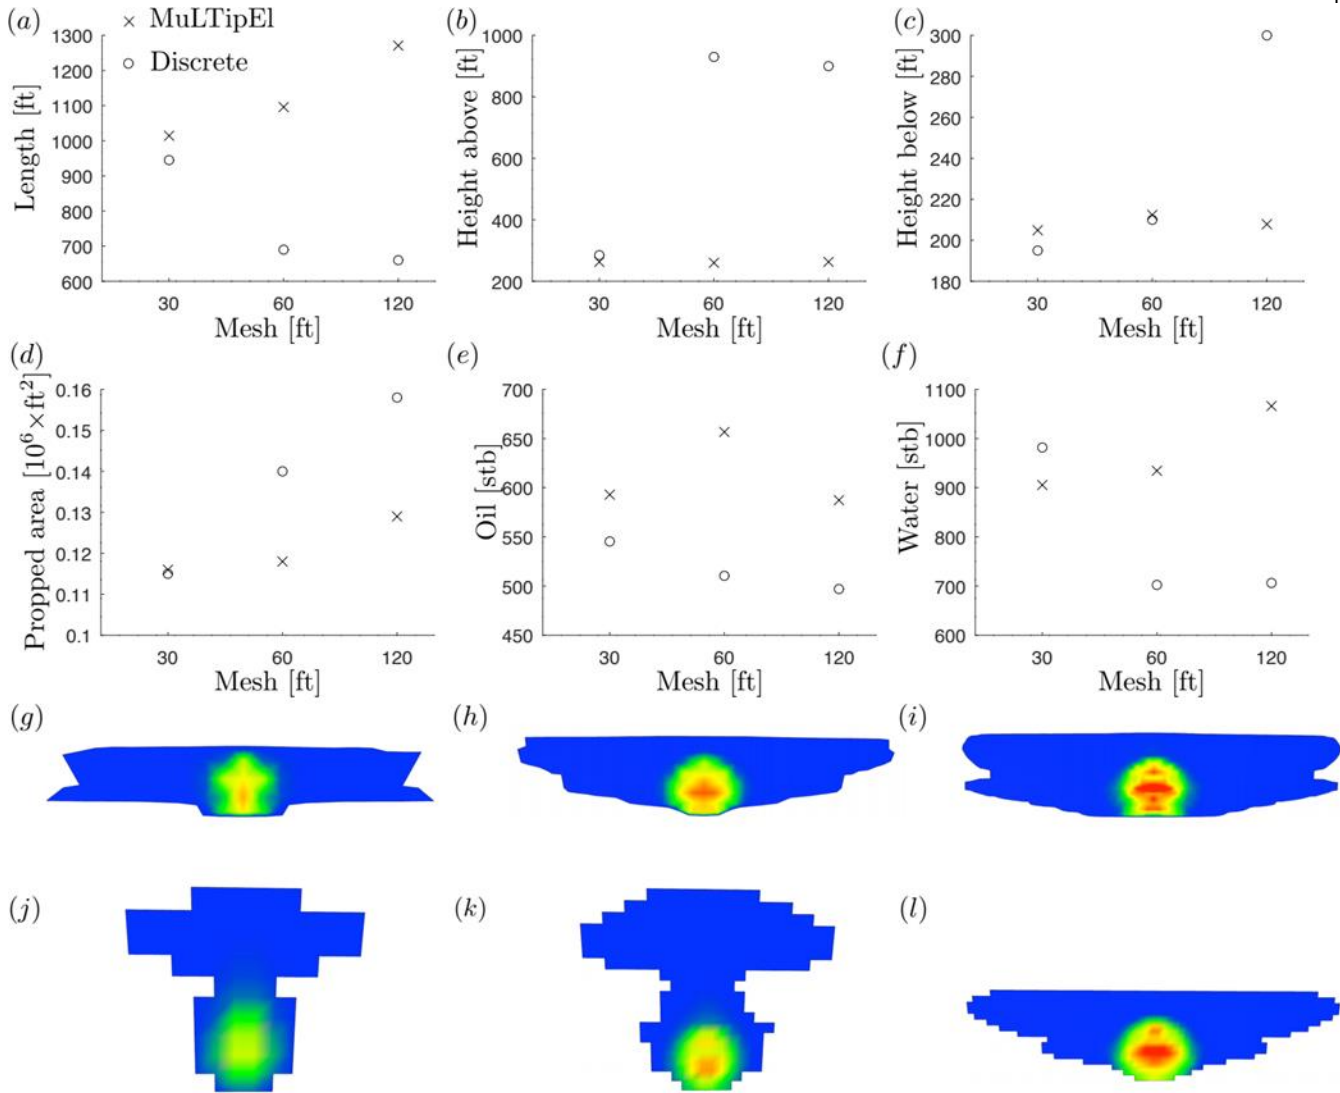 (a) × MuLTipEl
○ Discrete
1300
1200
1100
1000
900
800
700
600
Length [ft]
30 60 120
Mesh [ft]
(b)
1000
800
600
400
200
Height above [ft]
30 60 120
Mesh [ft]
(c)
300
280
260
240
220
200
180
Height below [ft]
30 60 120
Mesh [ft]
(d)
0.16
0.15
0.14
0.13
0.12
0.11
0.1
Propped area [10⁶×ft²]
30 60 120
Mesh [ft]
(e)
700
650
600
550
500
450
Oil [stb]
30 60 120
Mesh [ft]
(f)
1100
1000
900
800
700
600
Water [stb]
30 60 120
Mesh [ft]
(g) (h) (i)
(j) (k) (l)